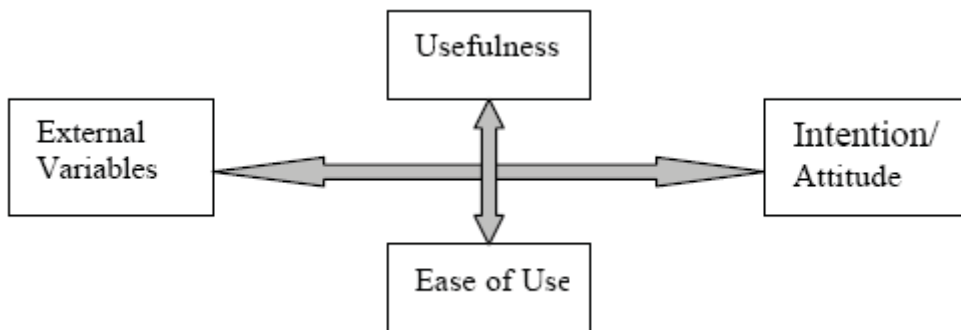 Usefulness
External
Variables
Intention/
Attitude
Ease of Use